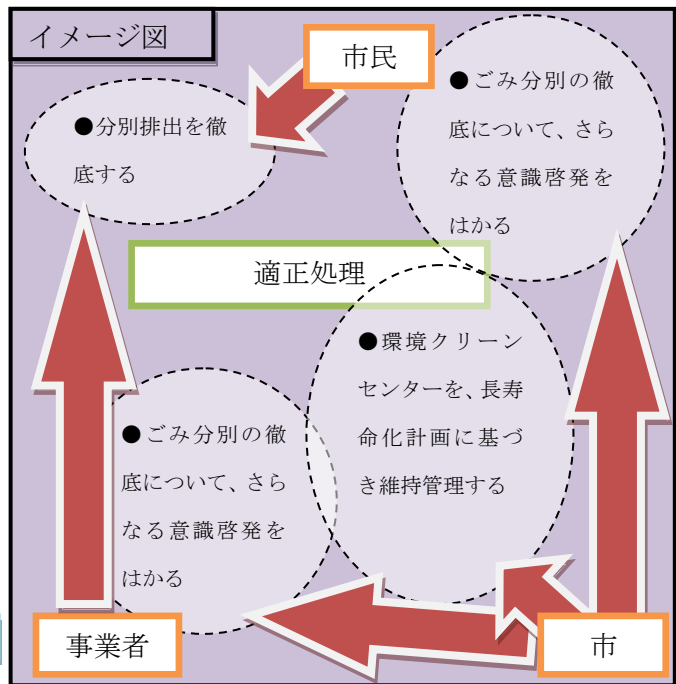 イメージ図
市民
●ごみ分別の徹
底について、さら
なる意識啓発を
はかる
●分別排出を徹
底する
適正処理
●環境クリーン
センターを、長寿
命化計画に基づ
き維持管理する
●ごみ分別の徹
底について、さら
なる意識啓発を
はかる
事業者
市